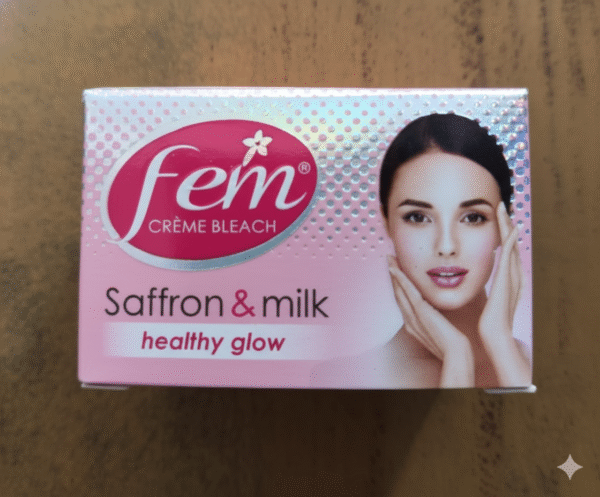 fem®
CRÈME BLEACH
Saffron & milk
healthy glow